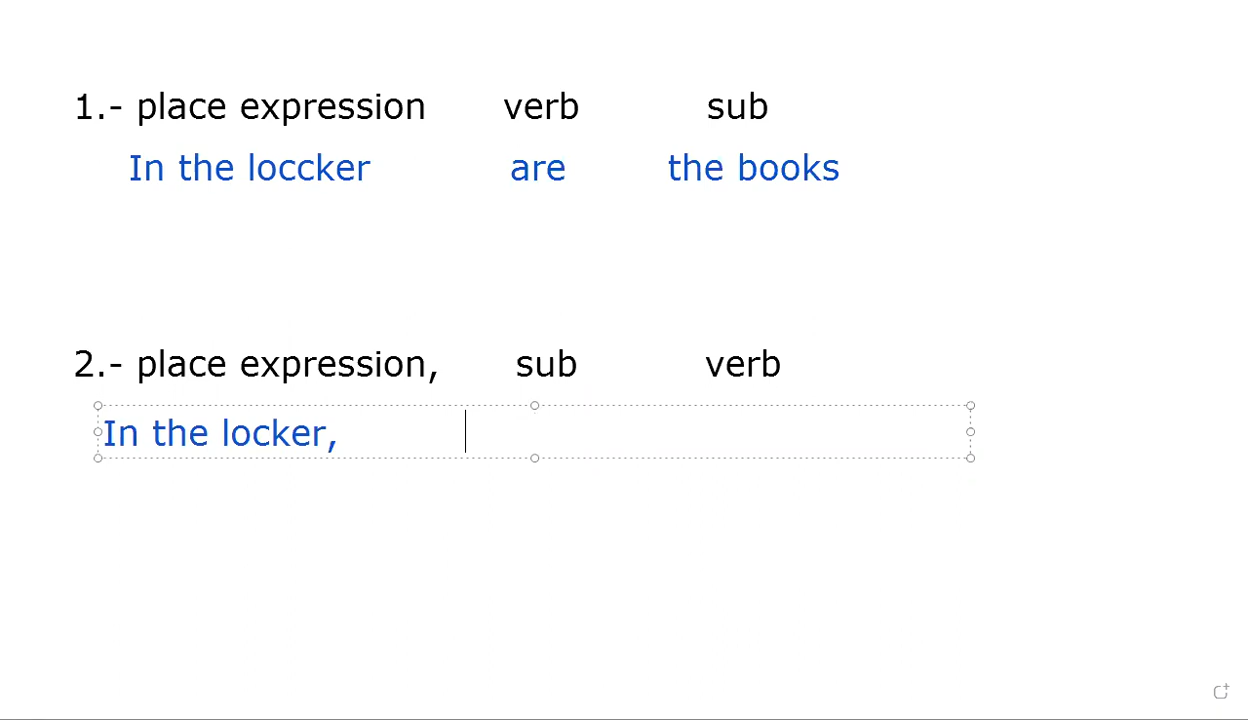 1.- place expression verb sub
In the loccker are the books
2.- place expression, sub verb
In the locker,